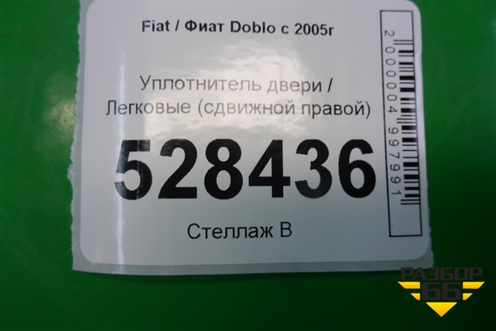 Fiat / Фиат Doblo с 2005г
Уплотнитель двери /
Легковые (сдвижной правой)
528436
Стеллаж В
2000004997991
РАЗБОР
66